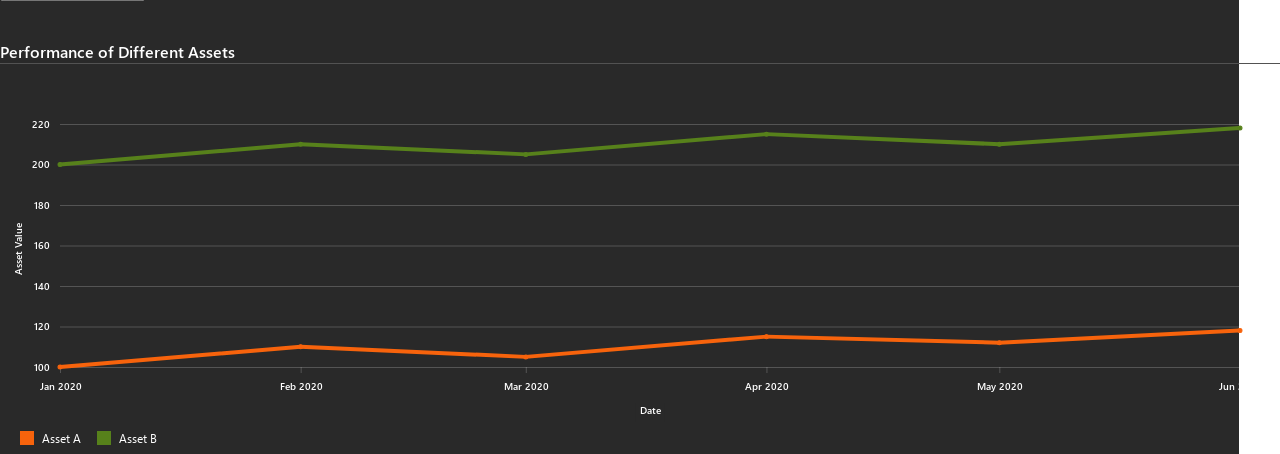 Performance of Different Assets
220
200
180
160
140
120
100
Asset Value
Jan 2020 Feb 2020 Mar 2020 Apr 2020 May 2020 Jun
Date
Asset A Asset B